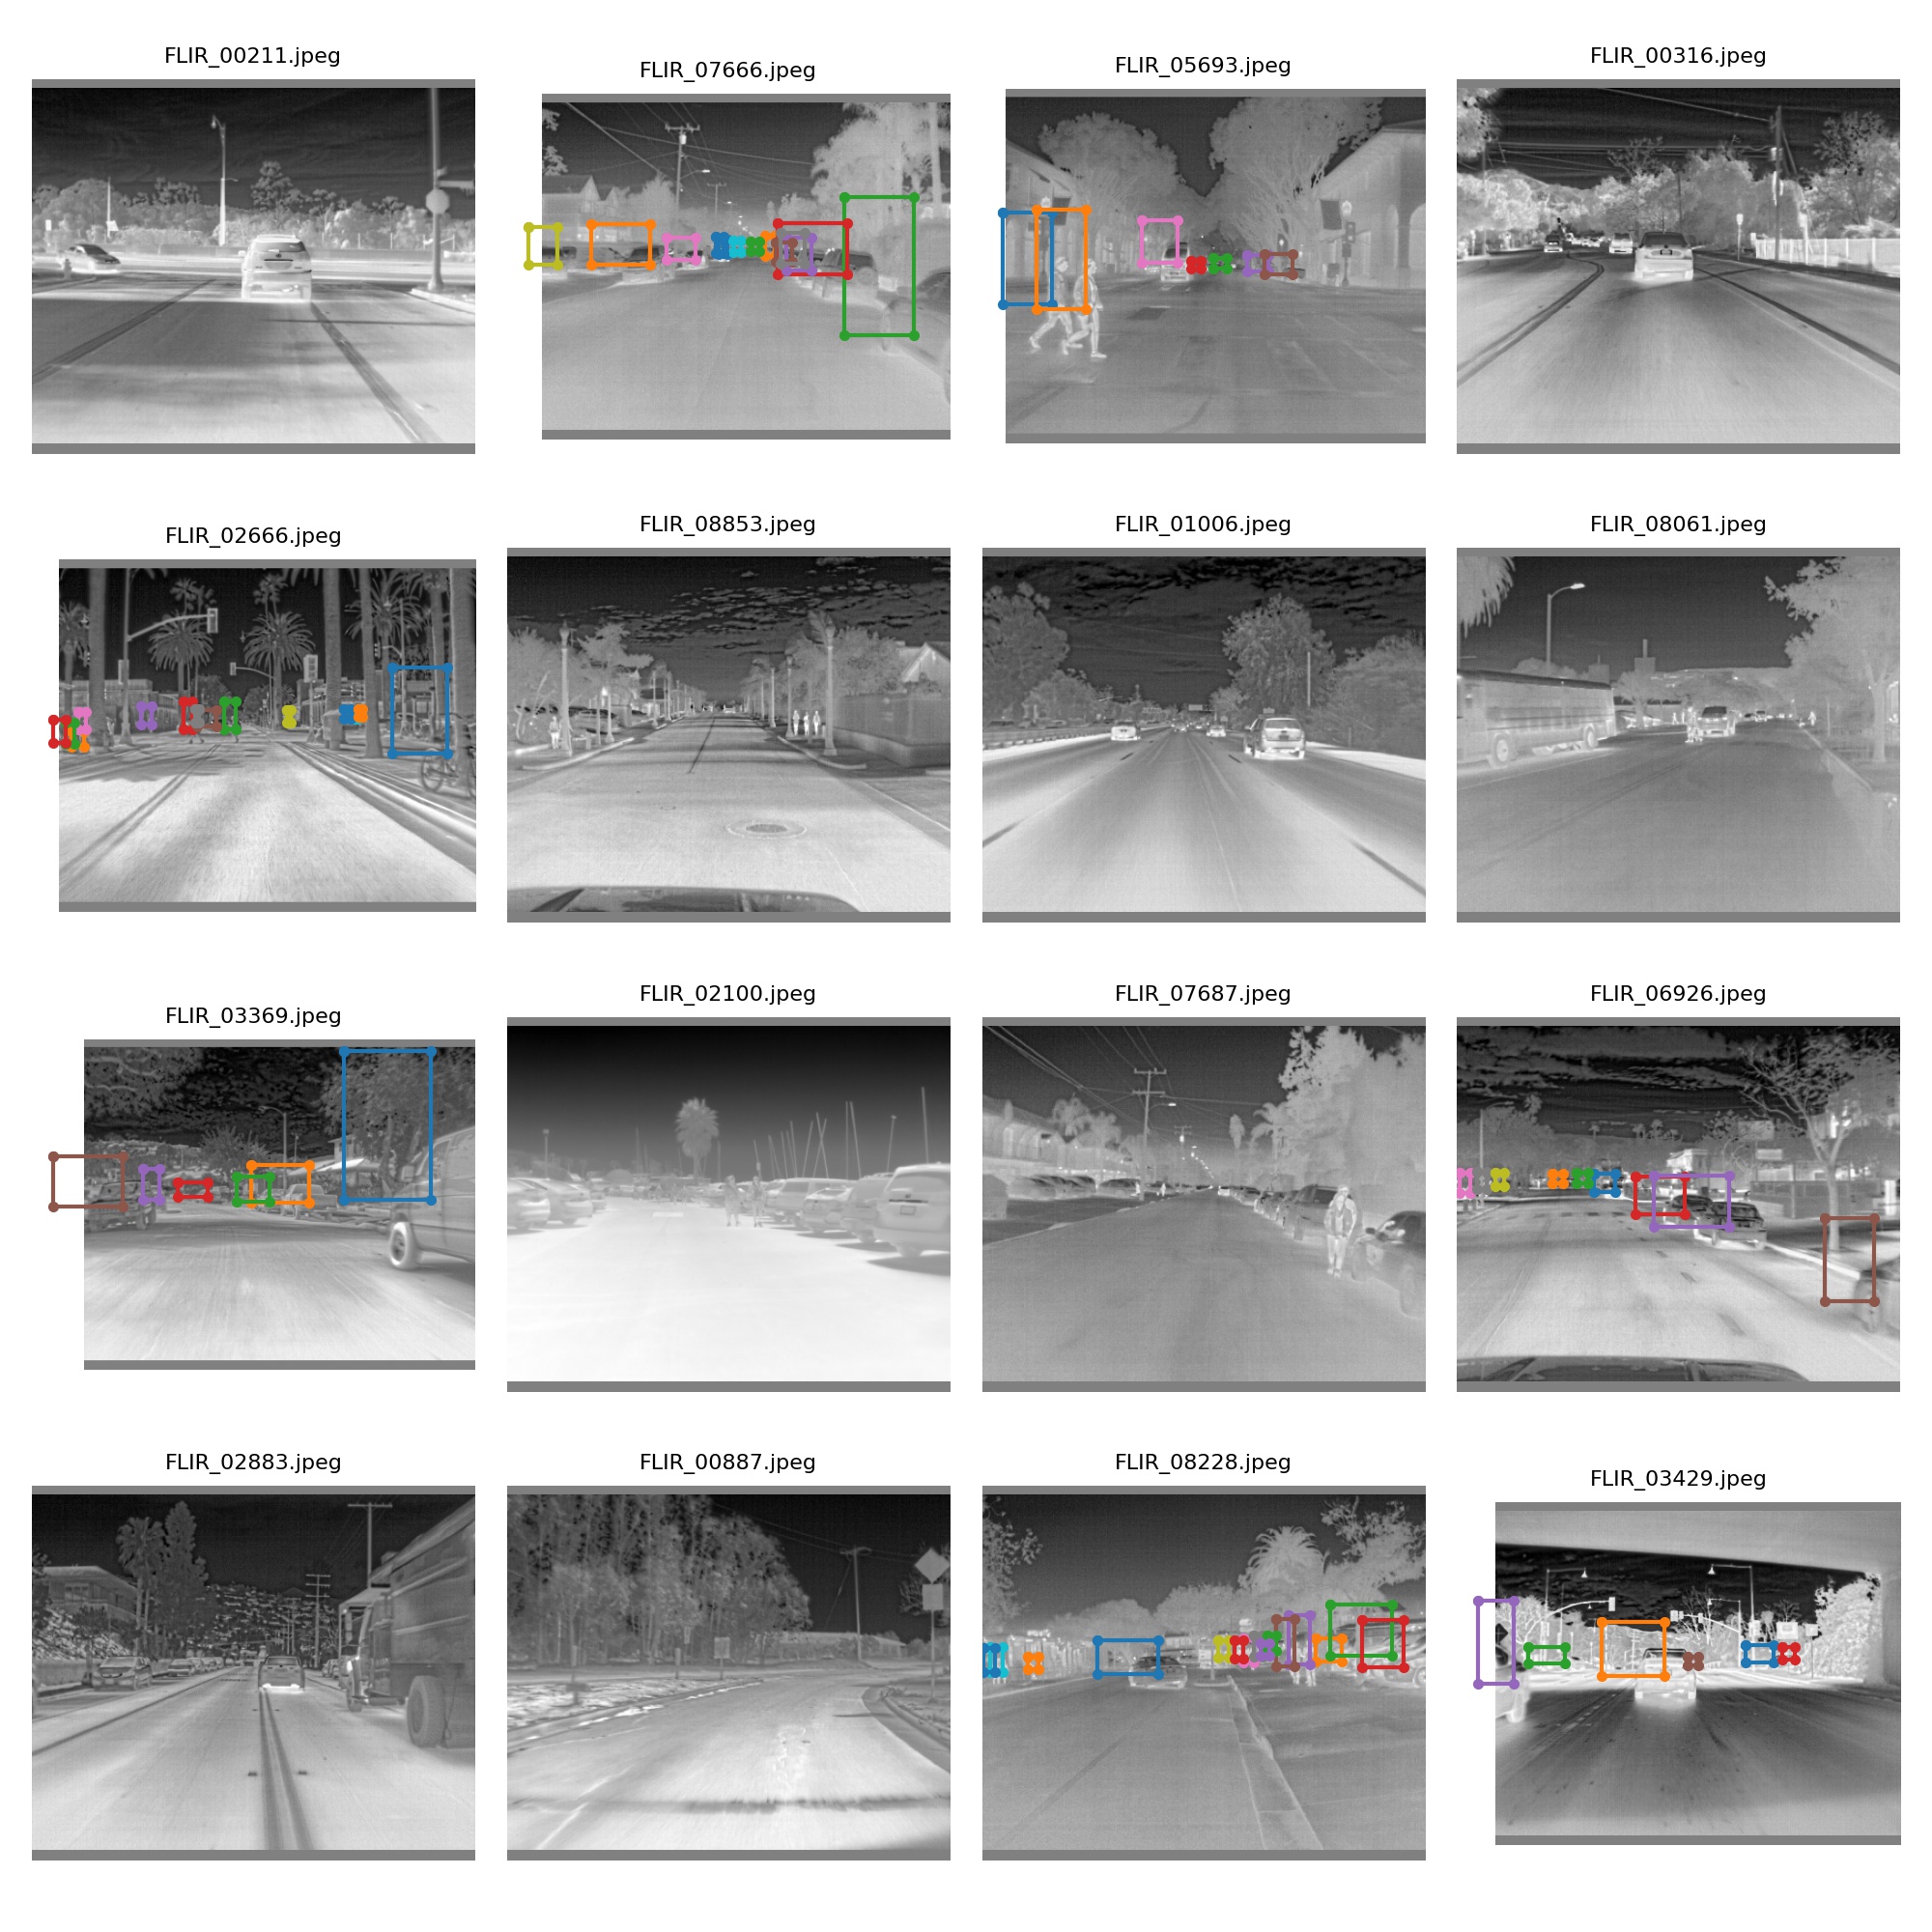 FLIR_00211.jpeg
FLIR_07666.jpeg
FLIR_05693.jpeg
FLIR_00316.jpeg
FLIR_02666.jpeg
FLIR_08853.jpeg
FLIR_01006.jpeg
FLIR_08061.jpeg
FLIR_03369.jpeg
FLIR_02100.jpeg
FLIR_07687.jpeg
FLIR_06926.jpeg
FLIR_02883.jpeg
FLIR_00887.jpeg
FLIR_08228.jpeg
FLIR_03429.jpeg